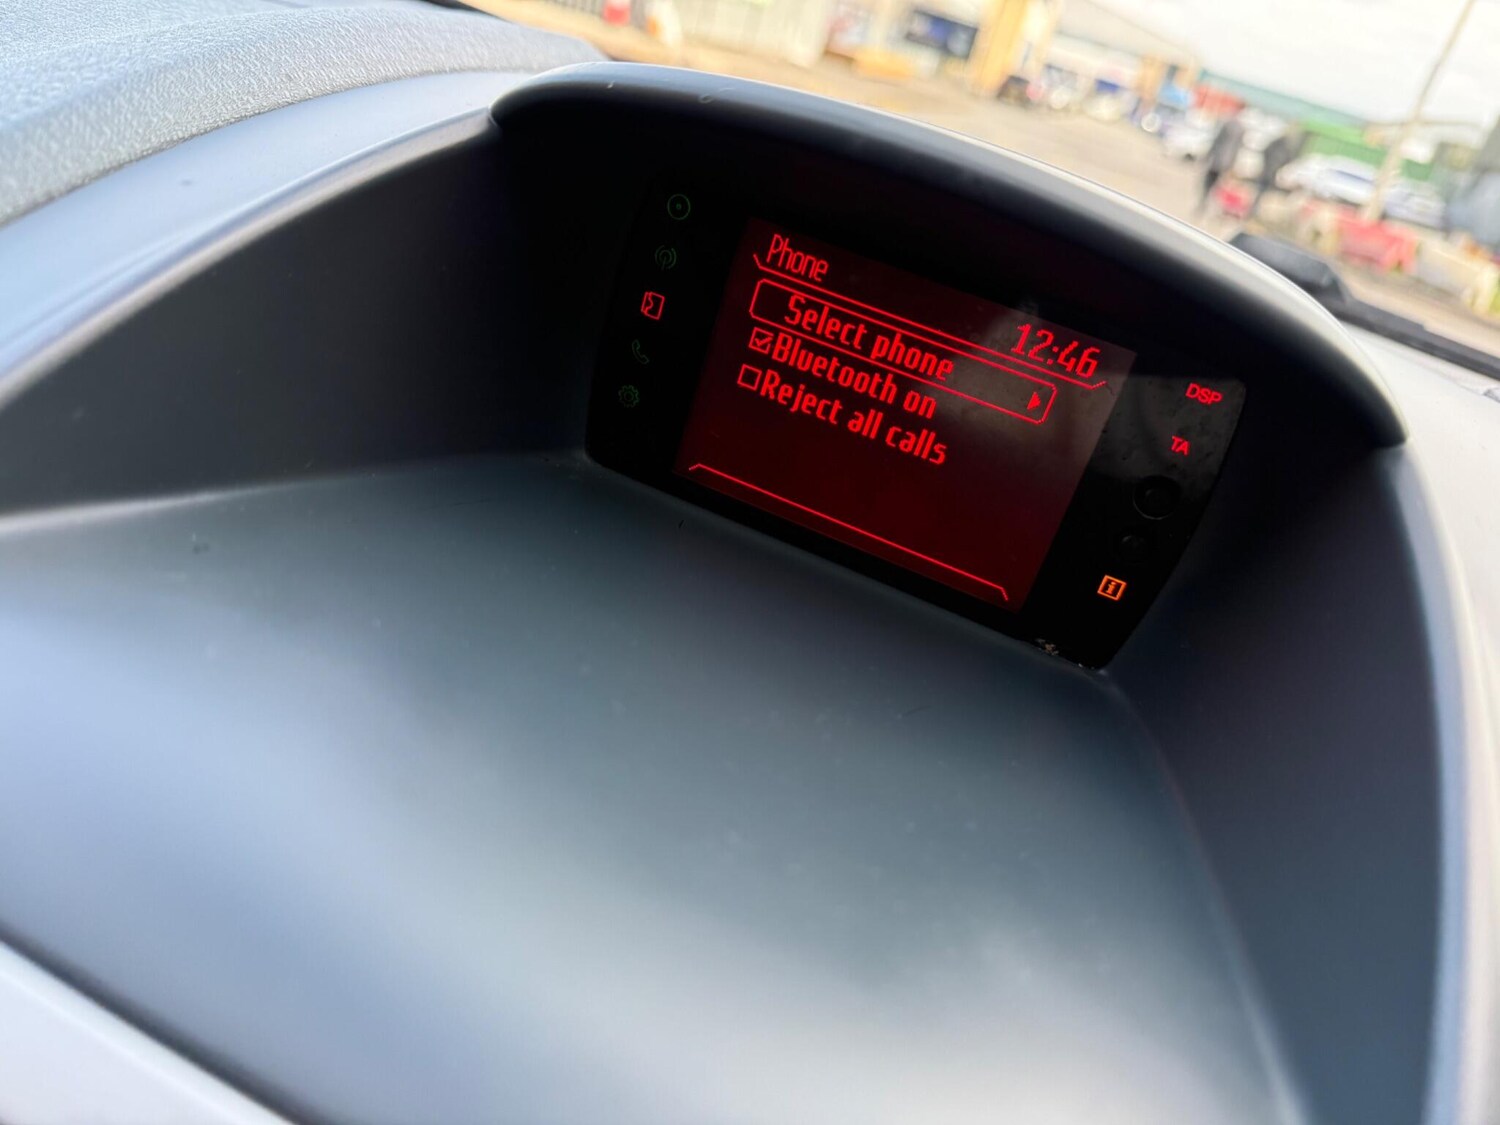 Phone
12:46
Select phone
Bluetooth on
Reject all calls
DSP
TA
i